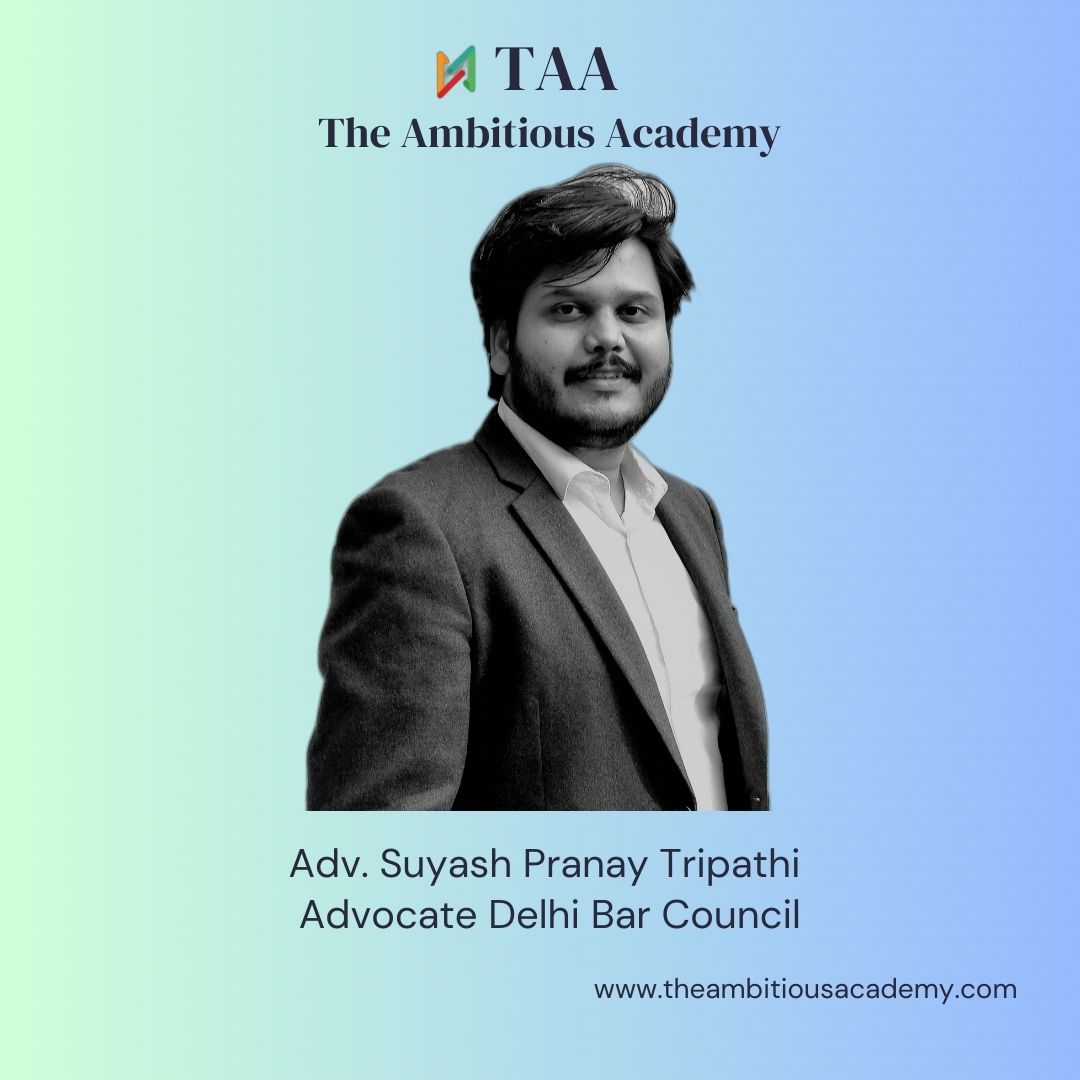 TAA
The Ambitious Academy
Adv. Suyash Pranay Tripathi
Advocate Delhi Bar Council
www.theambitiousacademy.com